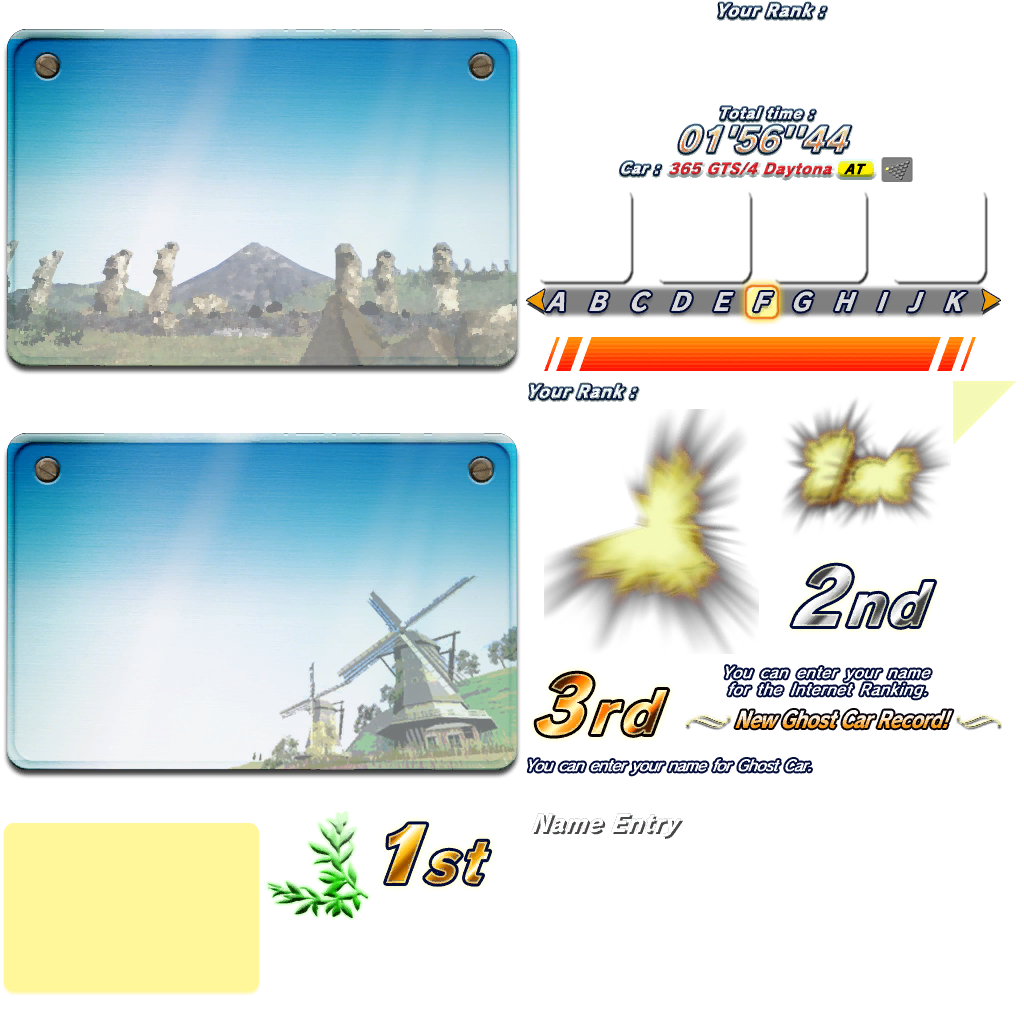 Your Rank :
Total time :
01'56"44
Car : 365 GTS/4 Daytona AT
A B C D E F G H I J K
Your Rank :
2nd
3rd
You can enter your name
for the Internet Ranking.
New Ghost Car Record!
You can enter your name for Ghost Car.
1st
Name Entry